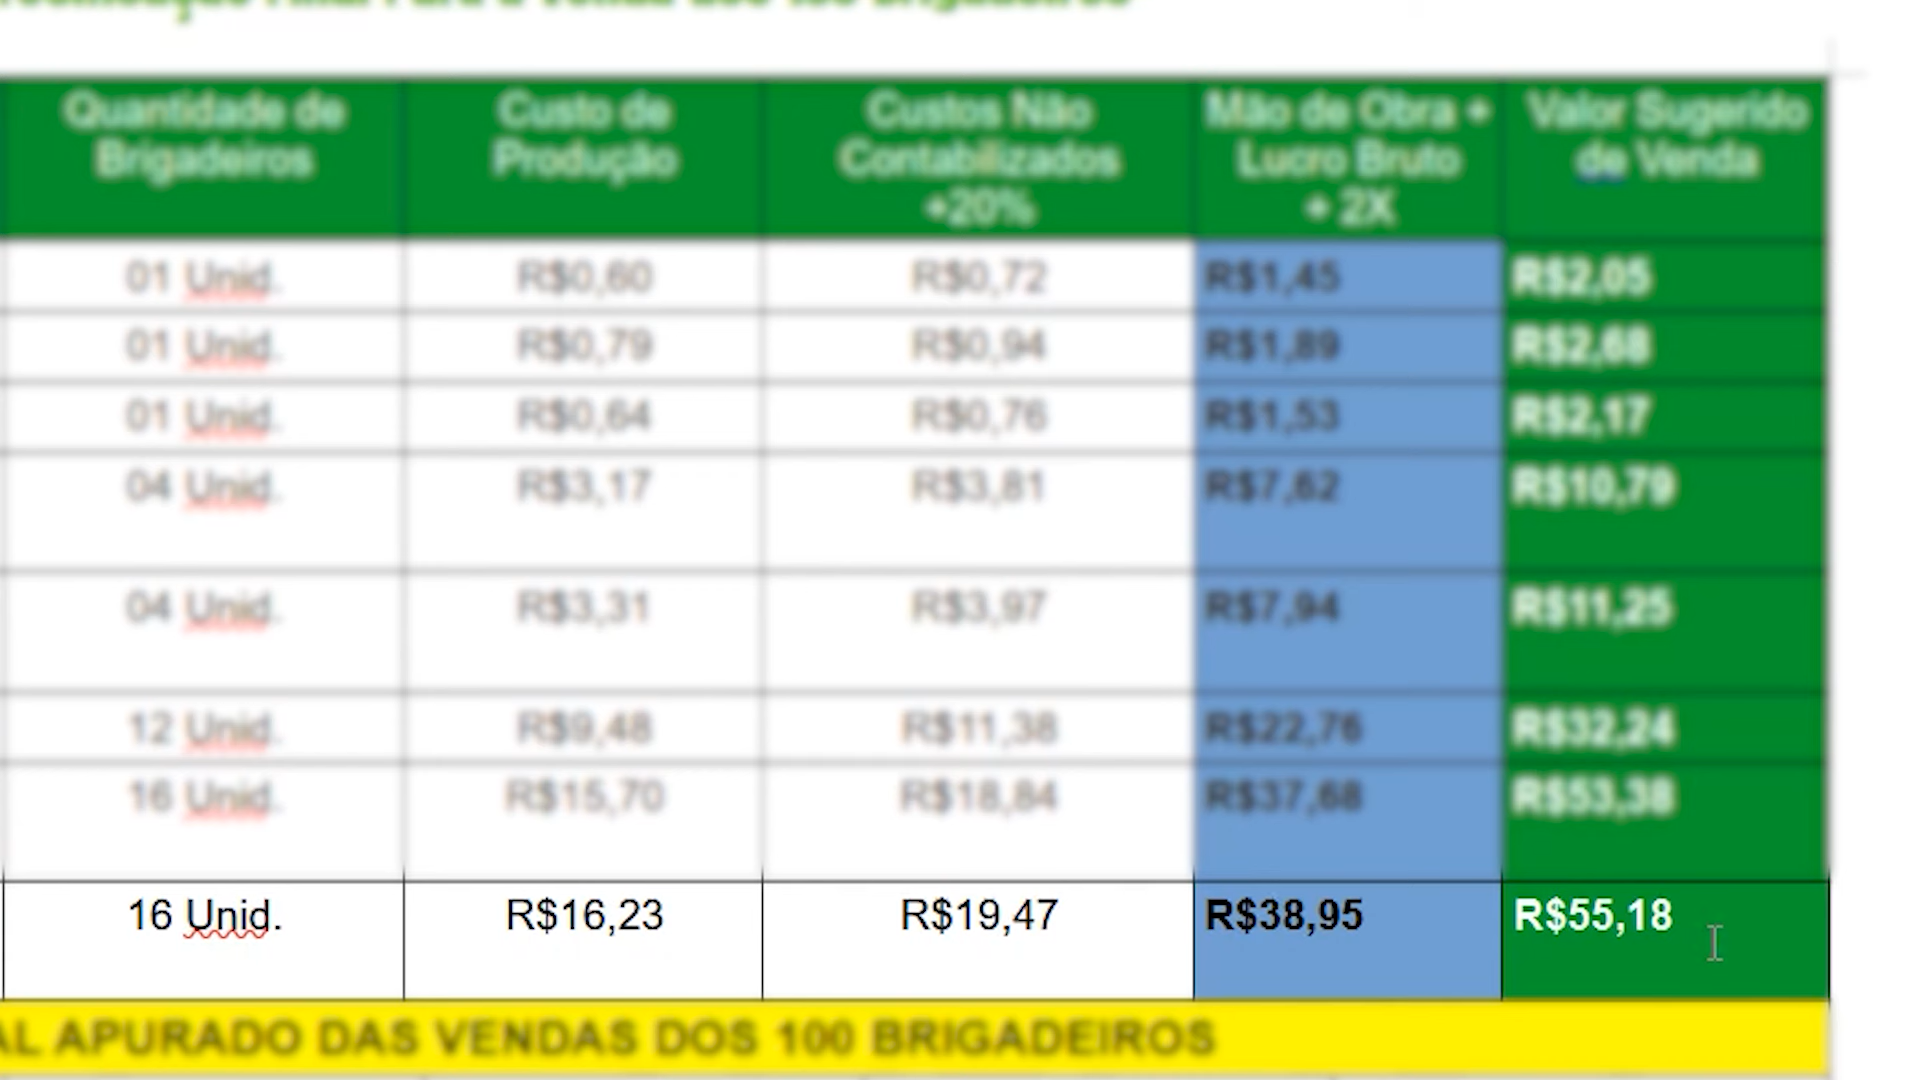 Quantidade de Brigadeiros Custo de Produção Custos Não Contabilizados +20% Mão de Obra + Lucro Bruto + 2X Valor Sugerido de Venda
01 Unid. R$0,60 R$0,72 R$1,45 R$2,05
01 Unid. R$0,79 R$0,94 R$1,89 R$2,68
01 Unid. R$0,64 R$0,76 R$1,53 R$2,17
04 Unid. R$3,17 R$3,81 R$7,62 R$10,79
04 Unid. R$3,31 R$3,97 R$7,94 R$11,25
12 Unid. R$9,48 R$11,38 R$22,76 R$32,24
16 Unid. R$15,70 R$18,84 R$37,68 R$53,38
16 Unid. R$16,23 R$19,47 R$38,95 R$55,18
AL APURADO DAS VENDAS DOS 100 BRIGADEIROS